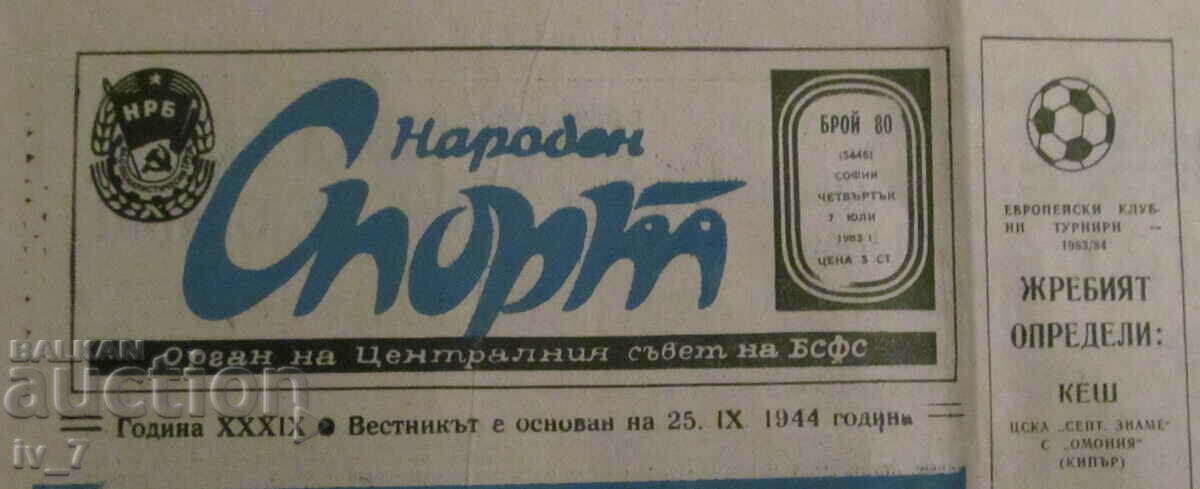 НРБ
Народен
Спорт
БРОЙ 80
(5446)
СОФИЯ
ЧЕТВЪРТЪК
7 ЮЛИ
1983 г.
ЦЕНА 5 СТ
Орган на Централния съвет на БСФС
Година XXXIX ● Вестникът е основан на 25. IX. 1944 година
ЕВРОПЕЙСКИ КЛУБ-
НИ ТУРНИРИ —
1983/84
ЖРЕБИЯТ
ОПРЕДЕЛИ:
КЕШ
ЦСКА „СЕПТ. ЗНАМЕ"
С „ОМОНИЯ"
(КИПЪР)
BALKAN
auction
iv_7